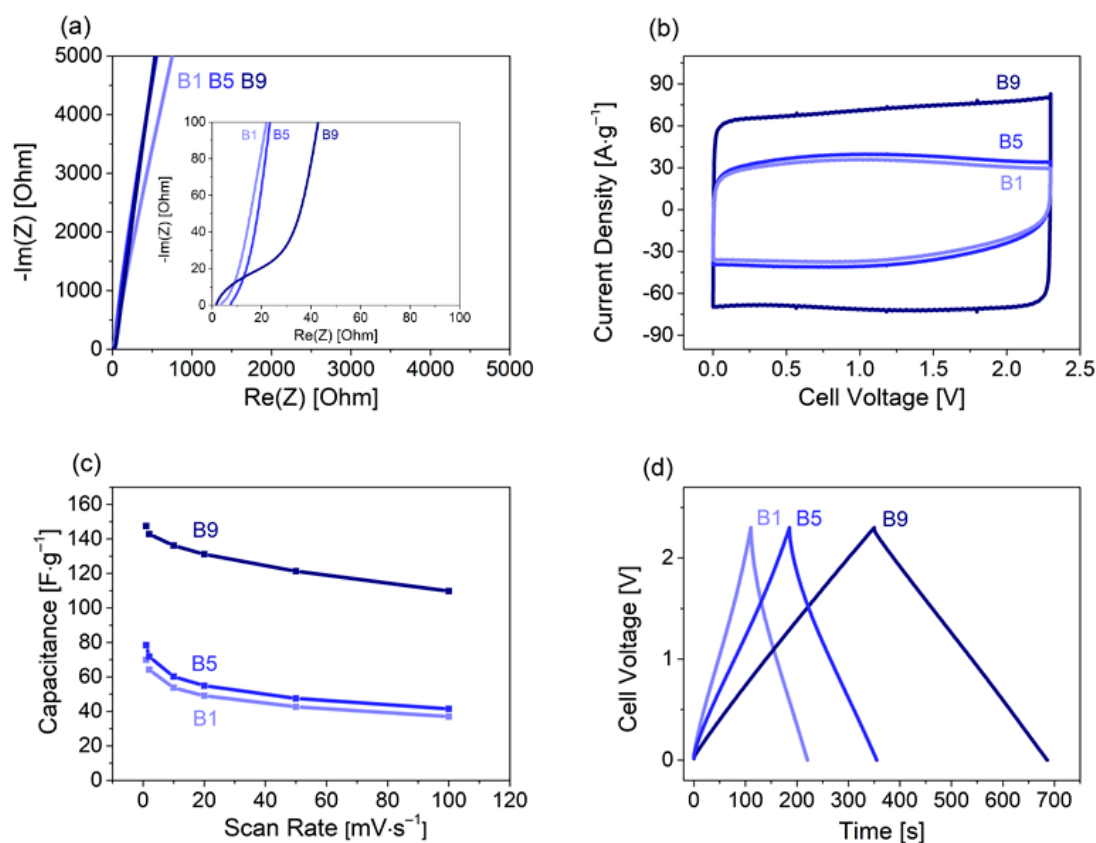 (a)
5000
4000
3000
2000
1000
0
-Im(Z) [Ohm]
B1 B5 B9
100
80
60
40
20
0
-Im(Z) [Ohm]
B1
B5
B9
0 20 40 60 80 100
Re(Z) [Ohm]
0 1000 2000 3000 4000 5000
Re(Z) [Ohm]
(b)
90
60
30
0
-30
-60
-90
Current Density [A·g⁻¹]
B9
B5
B1
0.0 0.5 1.0 1.5 2.0 2.5
Cell Voltage [V]
(c)
160
140
120
100
80
60
40
20
0
Capacitance [F·g⁻¹]
B9
B5
B1
0 20 40 60 80 100 120
Scan Rate [mV·s⁻¹]
(d)
2
1
0
Cell Voltage [V]
B1
B5
B9
0 100 200 300 400 500 600 700
Time [s]